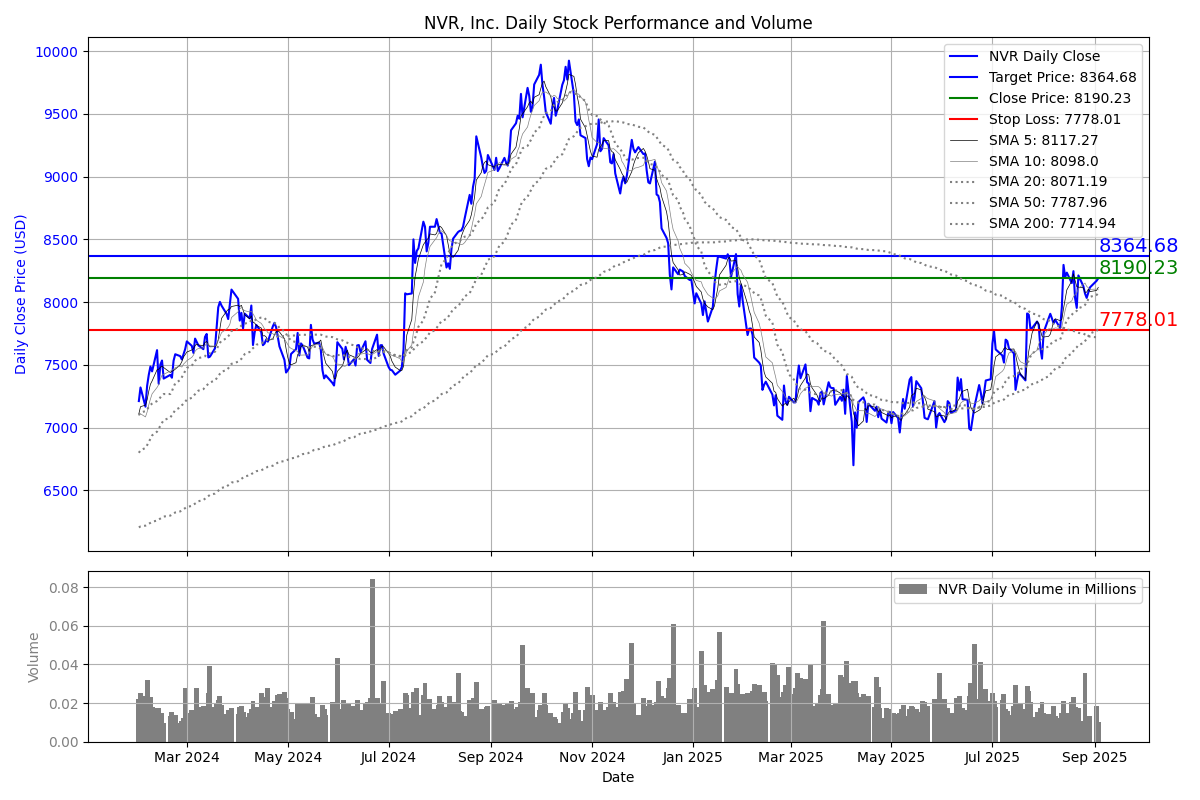 NVR, Inc. Daily Stock Performance and Volume
10000
9500
9000
8500
8000
7500
7000
6500
Daily Close Price (USD)
NVR Daily Close
Target Price: 8364.68
Close Price: 8190.23
Stop Loss: 7778.01
SMA 5: 8117.27
SMA 10: 8098.0
SMA 20: 8071.19
SMA 50: 7787.96
SMA 200: 7714.94
8364.68
8190.23
7778.01
0.08
0.06
0.04
0.02
0.00
Volume
NVR Daily Volume in Millions
Mar 2024
May 2024
Jul 2024
Sep 2024
Nov 2024
Jan 2025
Mar 2025
May 2025
Jul 2025
Sep 2025
Date